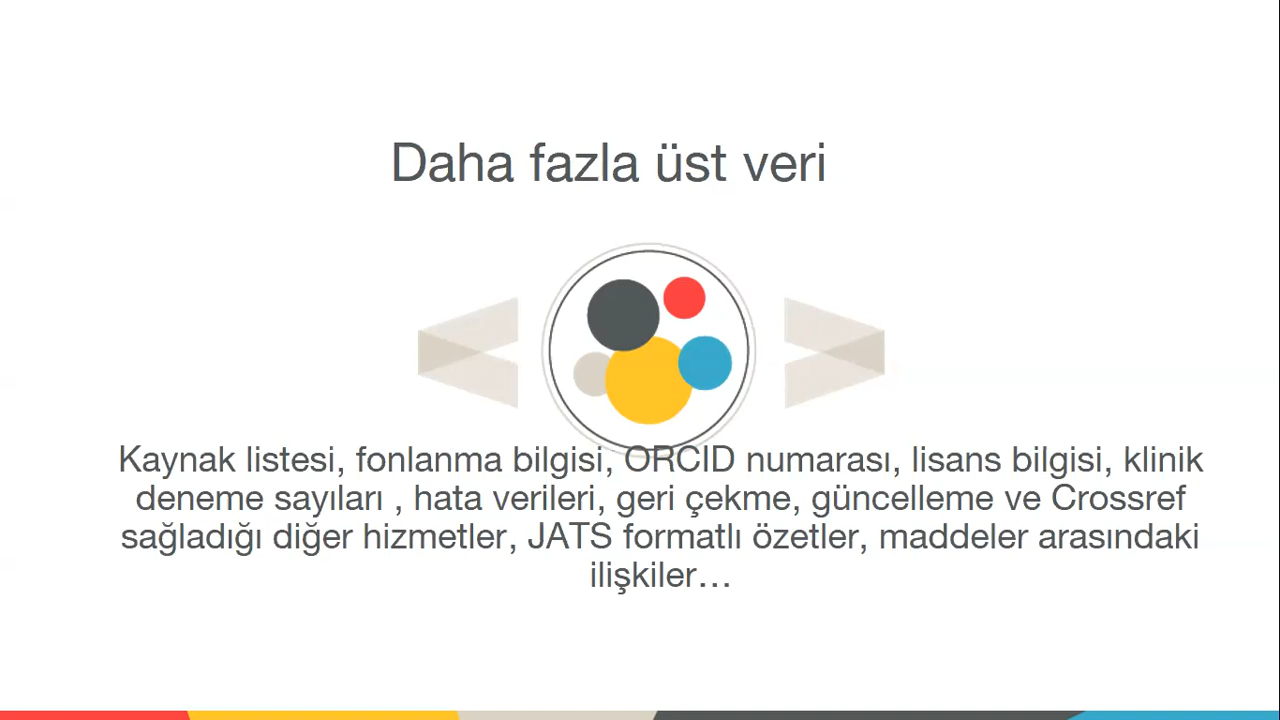 Daha fazla üst veri
Kaynak listesi, fonlanma bilgisi, ORCID numarası, lisans bilgisi, klinik
deneme sayıları , hata verileri, geri çekme, güncelleme ve Crossref
sağladığı diğer hizmetler, JATS formatlı özetler, maddeler arasındaki
ilişkiler…